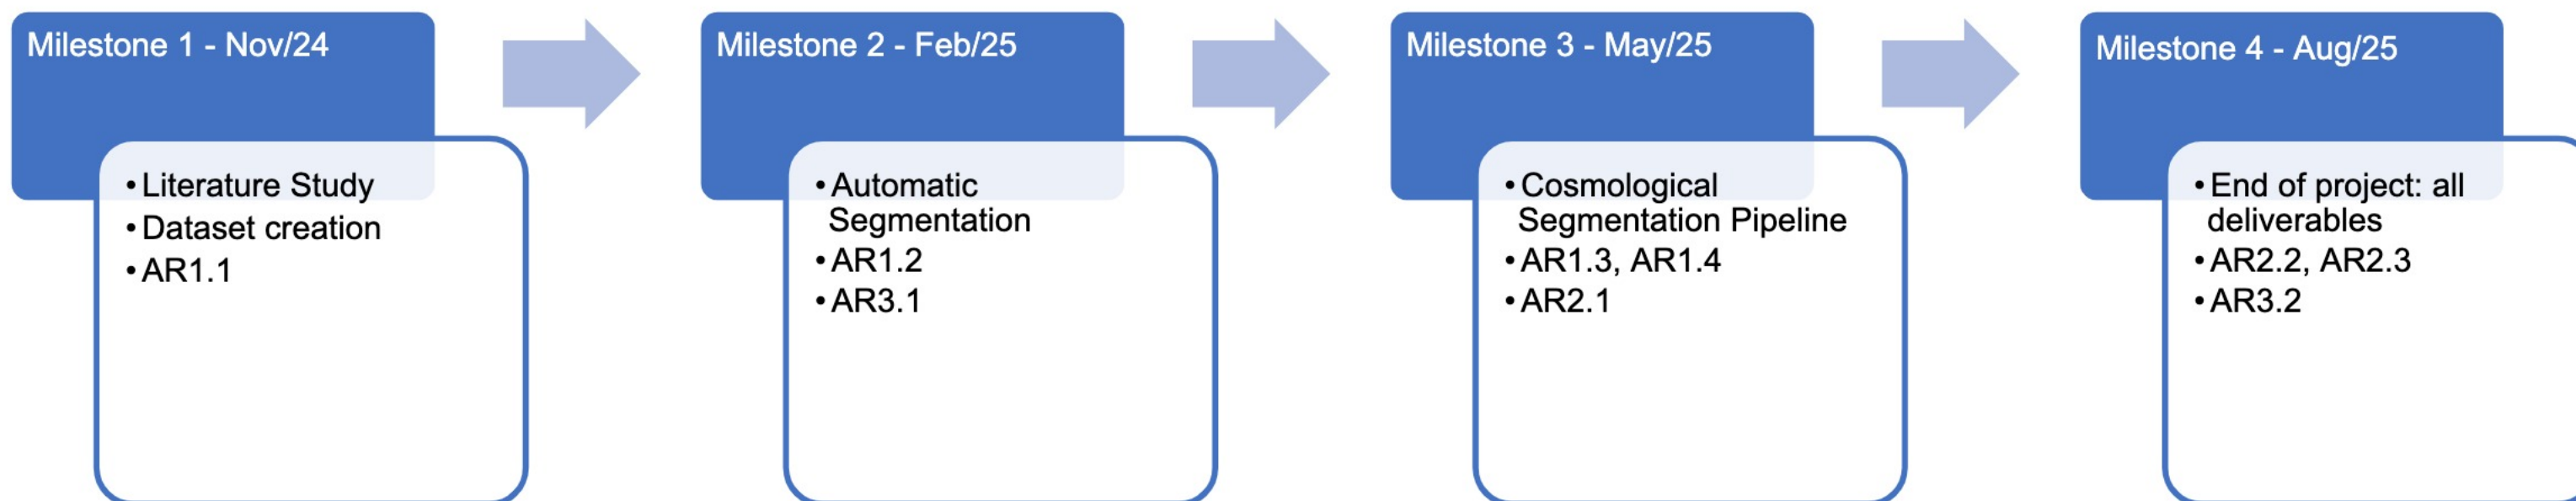 Milestone 1 - Nov/24
• Literature Study
• Dataset creation
• AR1.1
Milestone 2 - Feb/25
• Automatic
Segmentation
• AR1.2
• AR3.1
Milestone 3 - May/25
• Cosmological
Segmentation Pipeline
• AR1.3, AR1.4
• AR2.1
Milestone 4 - Aug/25
• End of project: all
deliverables
• AR2.2, AR2.3
• AR3.2